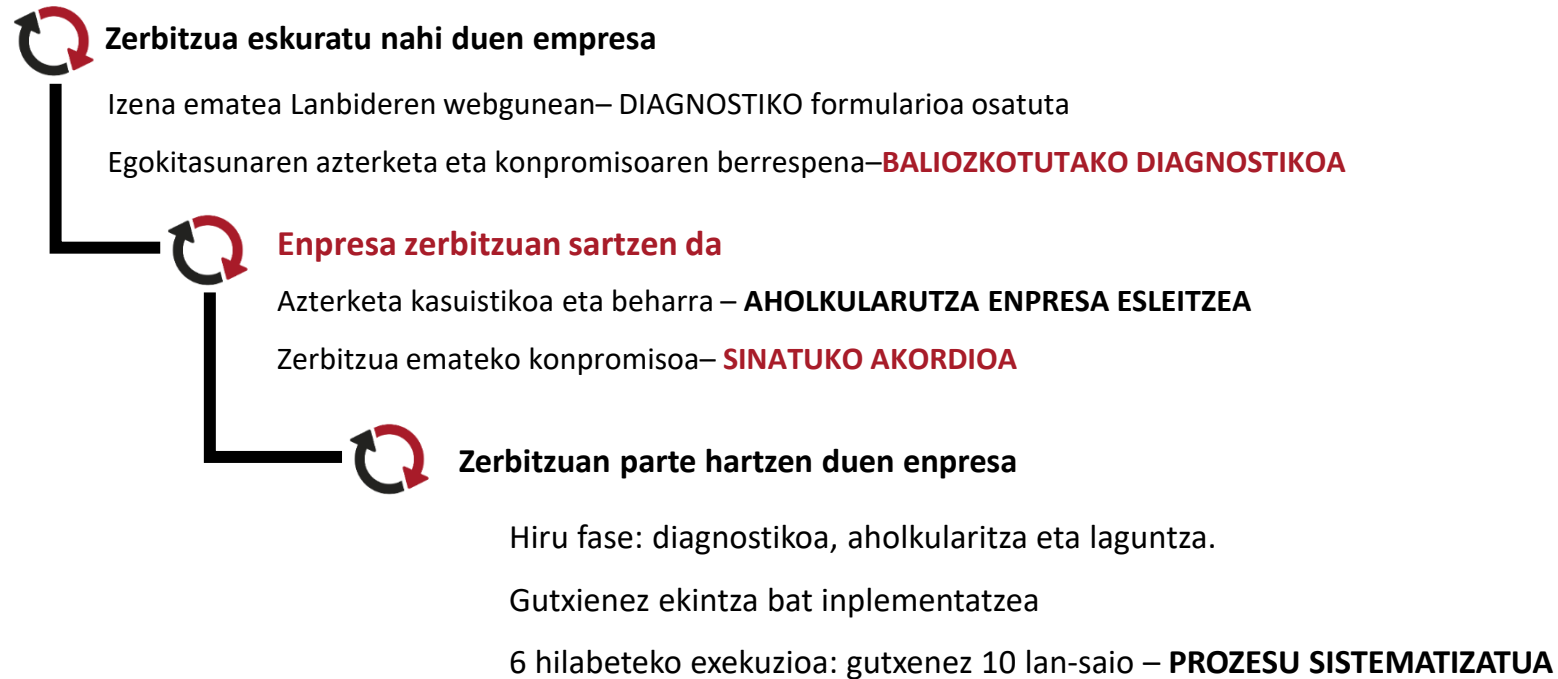 Zerbitzua eskuratu nahi duen empresa
Izena ematea Lanbideren webgunean– DIAGNOSTIKO formularioa osatuta
Egokitasunaren azterketa eta konpromisoaren berrespena–BALIOZKOTUTAKO DIAGNOSTIKOA
Enpresa zerbitzuan sartzen da
Azterketa kasuistikoa eta beharra – AHOLKULARUTZA ENPRESA ESLEITZEA
Zerbitzua emateko konpromisoa– SINATUKO AKORDIOA
Zerbitzuan parte hartzen duen enpresa
Hiru fase: diagnostikoa, aholkularitza eta laguntza.
Gutxienez ekintza bat inplementatzea
6 hilabeteko exekuzioa: gutxenez 10 lan-saio – PROZESU SISTEMATIZATUA